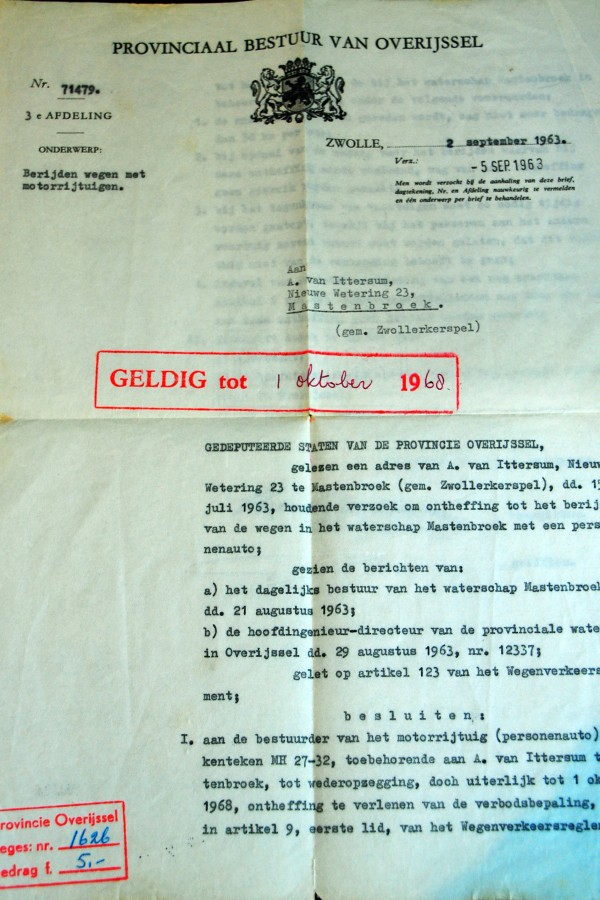 PROVINCIAAL BESTUUR VAN OVERIJSSEL
Nr. 71479.
3e AFDELING
ONDERWERP:
Berijden wegen met
motorrijtuigen.
ZWOLLE, 2 september 1963.
Verz.: -5 SEP. 1963
Men wordt verzocht bij de aanhaling van deze brief,
dagtekening, Nr. en Afdeling nauwkeurig te vermelden
en één onderwerp per brief te behandelen.
Aan
A. van Ittersum,
Nieuwe Wetering 23,
Mastenbroek.
(gem. Zwollerkerspel)
GELDIG tot 1 oktober 1968.
GEDEPUTEERDE STATEN VAN DE PROVINCIE OVERIJSSEL,
gelezen een adres van A. van Ittersum, Nieuw
Wetering 23 te Mastenbroek (gem. Zwollerkerspel), dd. 15
juli 1963, houdende verzoek om ontheffing tot het berij
van de wegen in het waterschap Mastenbroek met een pers
nenauto;
gezien de berichten van:
a) het dagelijks bestuur van het waterschap Mastenbroek
dd. 21 augustus 1963;
b) de hoofdingenieur-directeur van de provinciale wate
in Overijssel dd. 29 augustus 1963, nr. 12337;
gelet op artikel 123 van het Wegenverkeers
ment;
besluiten:
I. aan de bestuurder van het motorrijtuig (personenauto)
kenteken MH 27-32, toebehorende aan A. van Ittersum t
tenbroek, tot wederopzegging, doch uiterlijk tot 1 ok
1968, ontheffing te verlenen van de verbodsbepaling,
in artikel 9, eerste lid, van het Wegenverkeersreglem
rovincie Overijssel
eges: nr. 1626
edrag f. 5,-